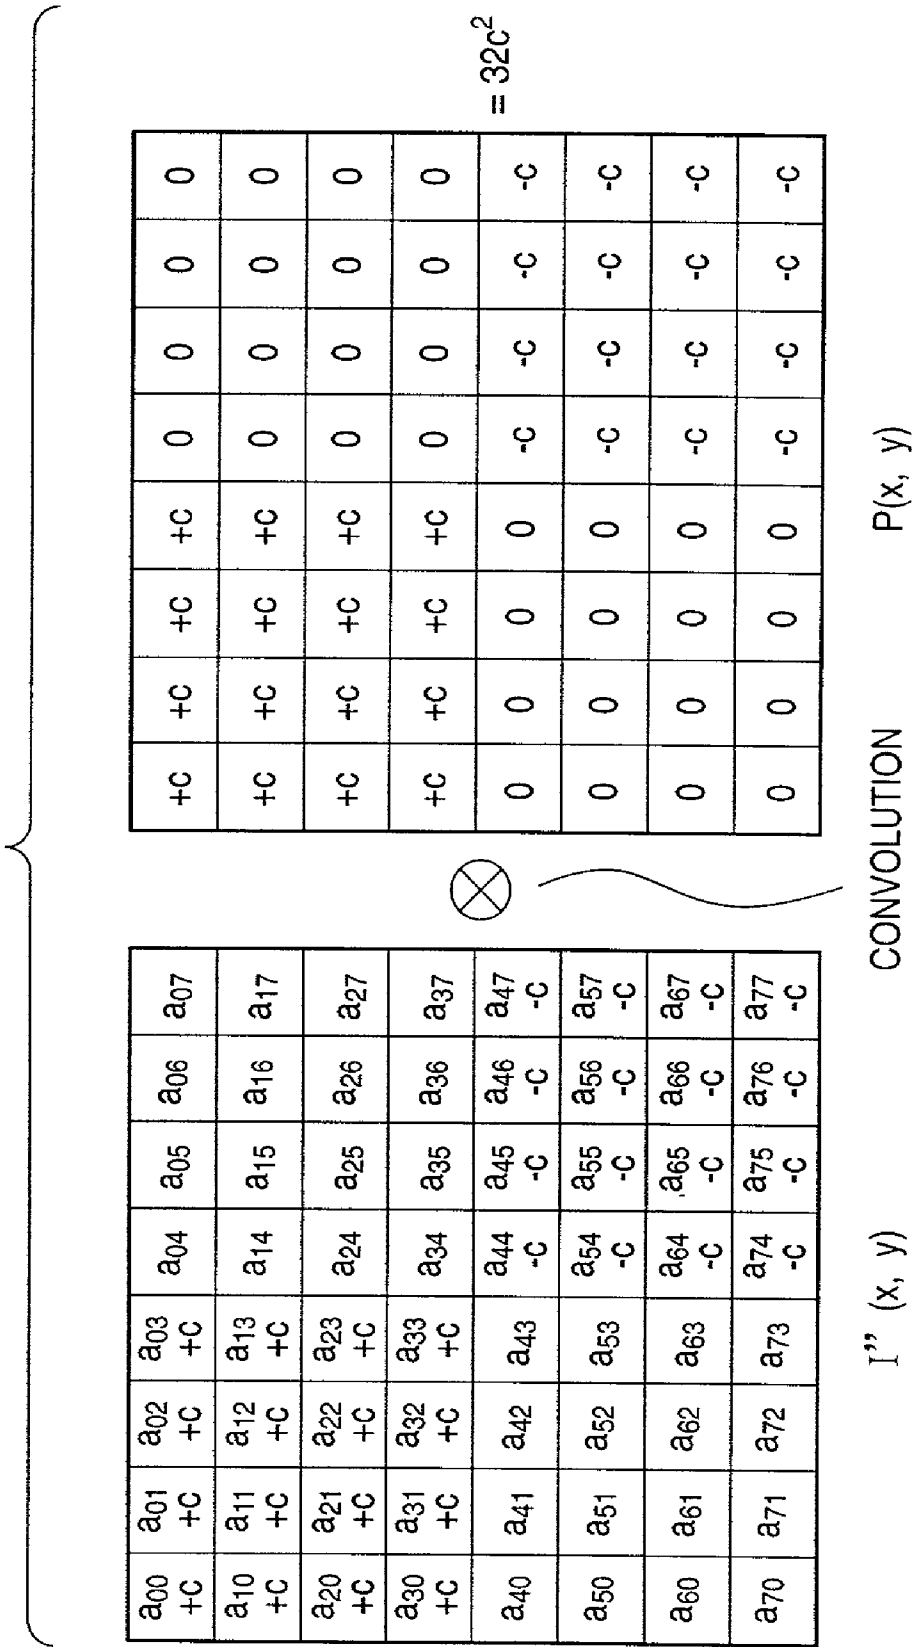 a00 +C a01 +C a02 +C a03 +C a04 a05 a06 a07
a10 +C a11 +C a12 +C a13 +C a14 a15 a16 a17
a20 +C a21 +C a22 +C a23 +C a24 a25 a26 a27
a30 +C a31 +C a32 +C a33 +C a34 a35 a36 a37
a40 a41 a42 a43 a44 -C a45 -C a46 -C a47 -C
a50 a51 a52 a53 a54 -C a55 -C a56 -C a57 -C
a60 a61 a62 a63 a64 -C a65 -C a66 -C a67 -C
a70 a71 a72 a73 a74 -C a75 -C a76 -C a77 -C
I’’ (x, y)
CONVOLUTION
+C +C +C +C 0 0 0 0
+C +C +C +C 0 0 0 0
+C +C +C +C 0 0 0 0
+C +C +C +C 0 0 0 0
0 0 0 0 -C -C -C -C
0 0 0 0 -C -C -C -C
0 0 0 0 -C -C -C -C
0 0 0 0 -C -C -C -C
P(x, y)
= 32c²